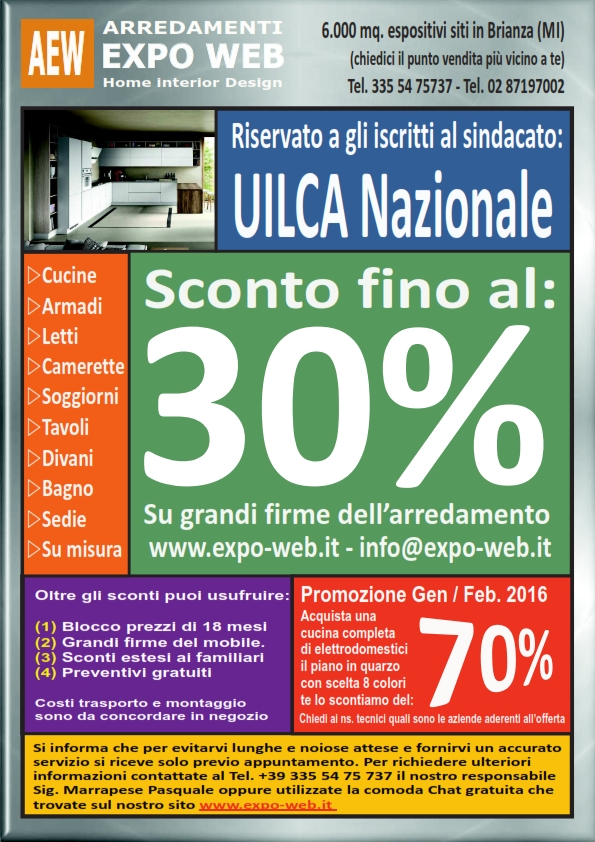 AEW
ARREDAMENTI
EXPO WEB
Home interior Design
6.000 mq. espositivi siti in Brianza (MI)
(chiedici il punto vendita più vicino a te)
Tel. 335 54 75737 - Tel. 02 87197002
Riservato a gli iscritti al sindacato:
UILCA Nazionale
Cucine
Armadi
Letti
Camerette
Soggiorni
Tavoli
Divani
Bagno
Sedie
Su misura
Sconto fino al:
30%
Su grandi firme dell'arredamento
www.expo-web.it - info@expo-web.it
Oltre gli sconti puoi usufruire:
(1) Blocco prezzi di 18 mesi
(2) Grandi firme del mobile.
(3) Sconti estesi ai familiari
(4) Preventivi gratuiti
Costi trasporto e montaggio
sono da concordare in negozio
Promozione Gen / Feb. 2016
Acquista una
cucina completa
di elettrodomestici
il piano in quarzo
con scelta 8 colori
te lo scontiamo del:
70%
Chiedi ai ns. tecnici quali sono le aziende aderenti all'offerta
Si informa che per evitarvi lunghe e noiose attese e fornirvi un accurato
servizio si riceve solo previo appuntamento. Per richiedere ulteriori
informazioni contattate al Tel. +39 335 54 75 737 il nostro responsabile
Sig. Marrapese Pasquale oppure utilizzate la comoda Chat gratuita che
trovate sul nostro sito www.expo-web.it